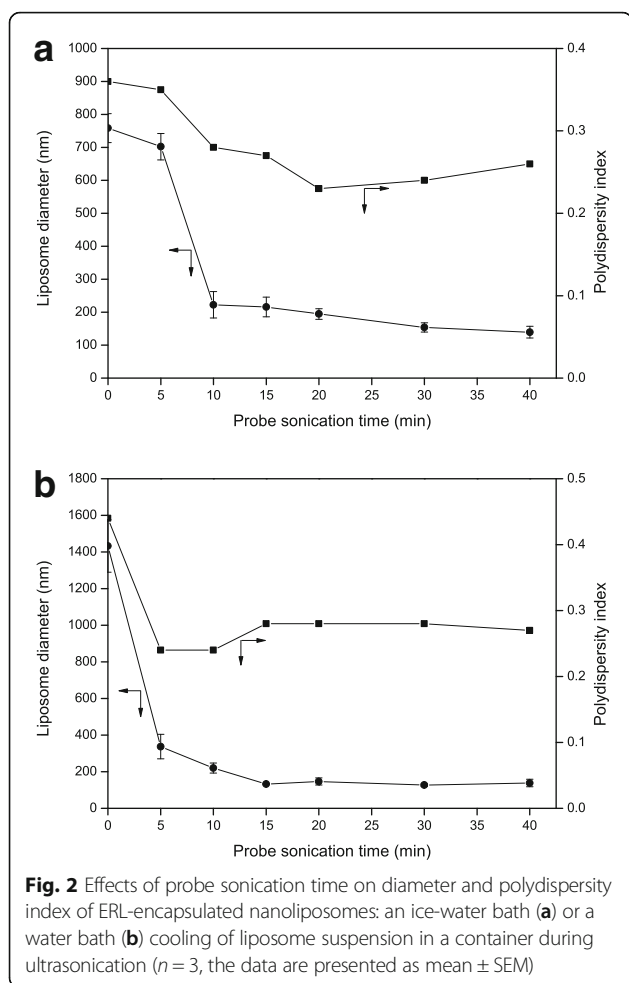 a
1000
900
800
700
600
500
400
300
200
100
0
Liposome diameter (nm)
0.4
0.3
0.2
0.1
0.0
Polydispersity index
0 5 10 15 20 25 30 35 40
Probe sonication time (min)
b
1800
1600
1400
1200
1000
800
600
400
200
0
Liposome diameter (nm)
0.5
0.4
0.3
0.2
0.1
0.0
Polydispersity index
0 5 10 15 20 25 30 35 40
Probe sonication time (min)
Fig. 2 Effects of probe sonication time on diameter and polydispersity
index of ERL-encapsulated nanoliposomes: an ice-water bath (a) or a
water bath (b) cooling of liposome suspension in a container during
ultrasonication (n = 3, the data are presented as mean ± SEM)